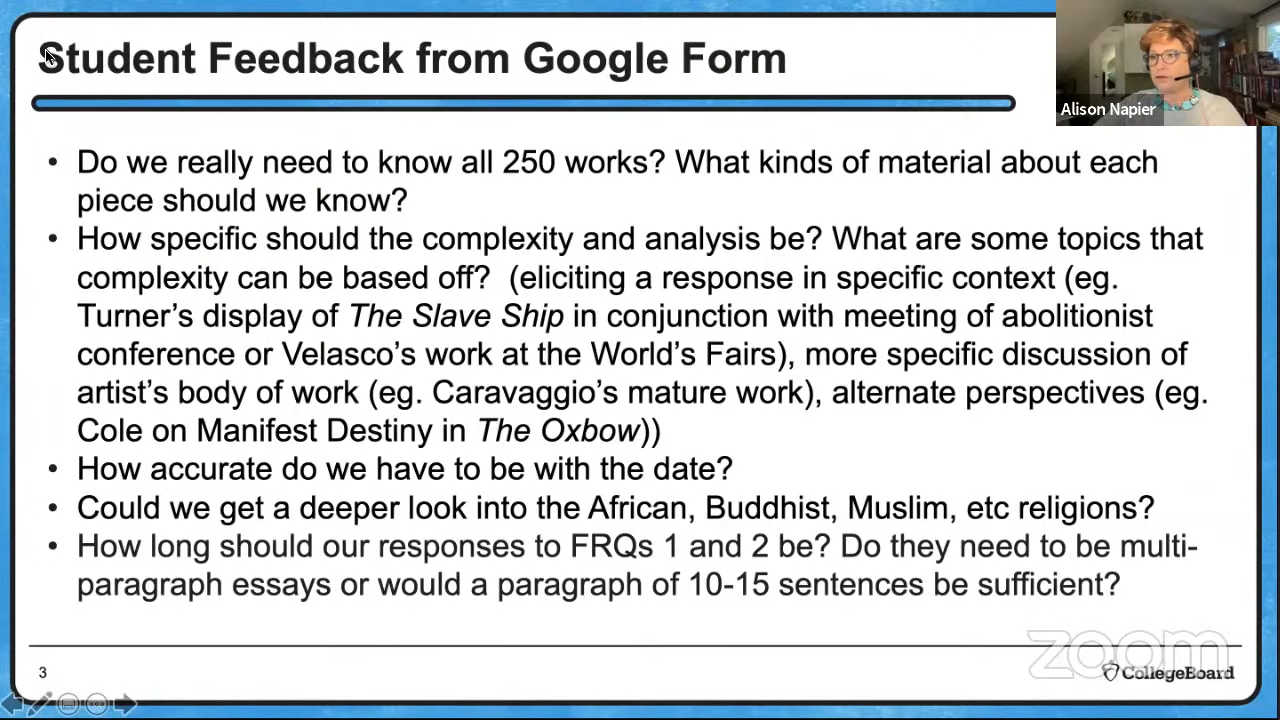 Student Feedback from Google Form
Alison Napier
• Do we really need to know all 250 works? What kinds of material about each
piece should we know?
• How specific should the complexity and analysis be? What are some topics that
complexity can be based off?  (eliciting a response in specific context (eg.
Turner’s display of The Slave Ship in conjunction with meeting of abolitionist
conference or Velasco’s work at the World’s Fairs), more specific discussion of
artist’s body of work (eg. Caravaggio’s mature work), alternate perspectives (eg.
Cole on Manifest Destiny in The Oxbow))
• How accurate do we have to be with the date?
• Could we get a deeper look into the African, Buddhist, Muslim, etc religions?
• How long should our responses to FRQs 1 and 2 be? Do they need to be multi-
paragraph essays or would a paragraph of 10-15 sentences be sufficient?
zoom
3
CollegeBoard